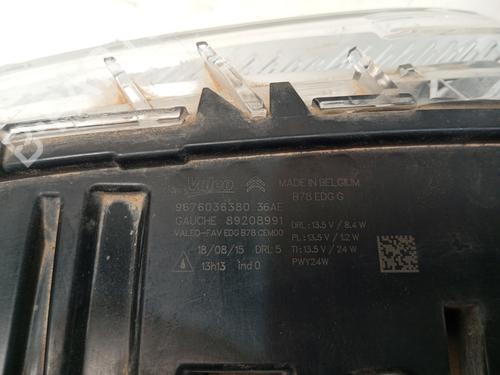 Valeo MADE IN BELGIUM
9676036380 36AE B78 EDG G
GAUCHE 89208991
VALEO-FAV EDG B78 CEM00
DRL : 13.5 V / 8.4 W
PL : 13.5 V / 1.2 W
18/08/15 DRL 5 TI : 13.5 V / 24 W
13h13 ind 0 PWY24W